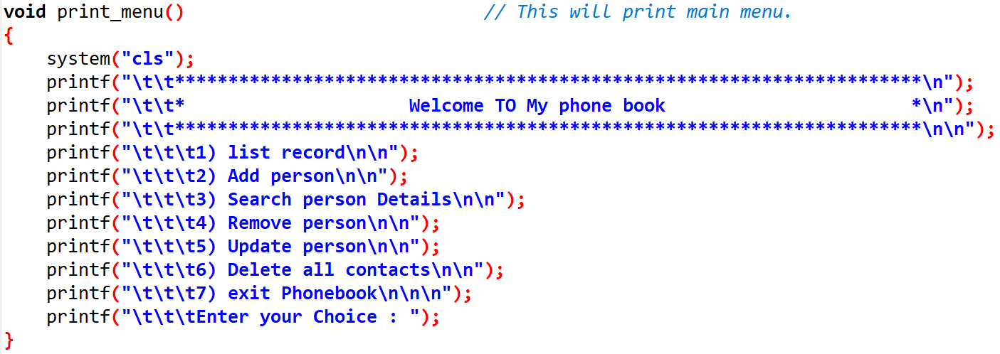 void print_menu()                            // This will print main menu.
{
    system("cls");
    printf("\t\t**********************************************************************\n");
    printf("\t\t*                     Welcome TO My phone book                       *\n");
    printf("\t\t**********************************************************************\n\n");
    printf("\t\t\t1) list record\n\n");
    printf("\t\t\t2) Add person\n\n");
    printf("\t\t\t3) Search person Details\n\n");
    printf("\t\t\t4) Remove person\n\n");
    printf("\t\t\t5) Update person\n\n");
    printf("\t\t\t6) Delete all contacts\n\n");
    printf("\t\t\t7) exit Phonebook\n\n\n");
    printf("\t\t\tEnter your Choice : ");
}